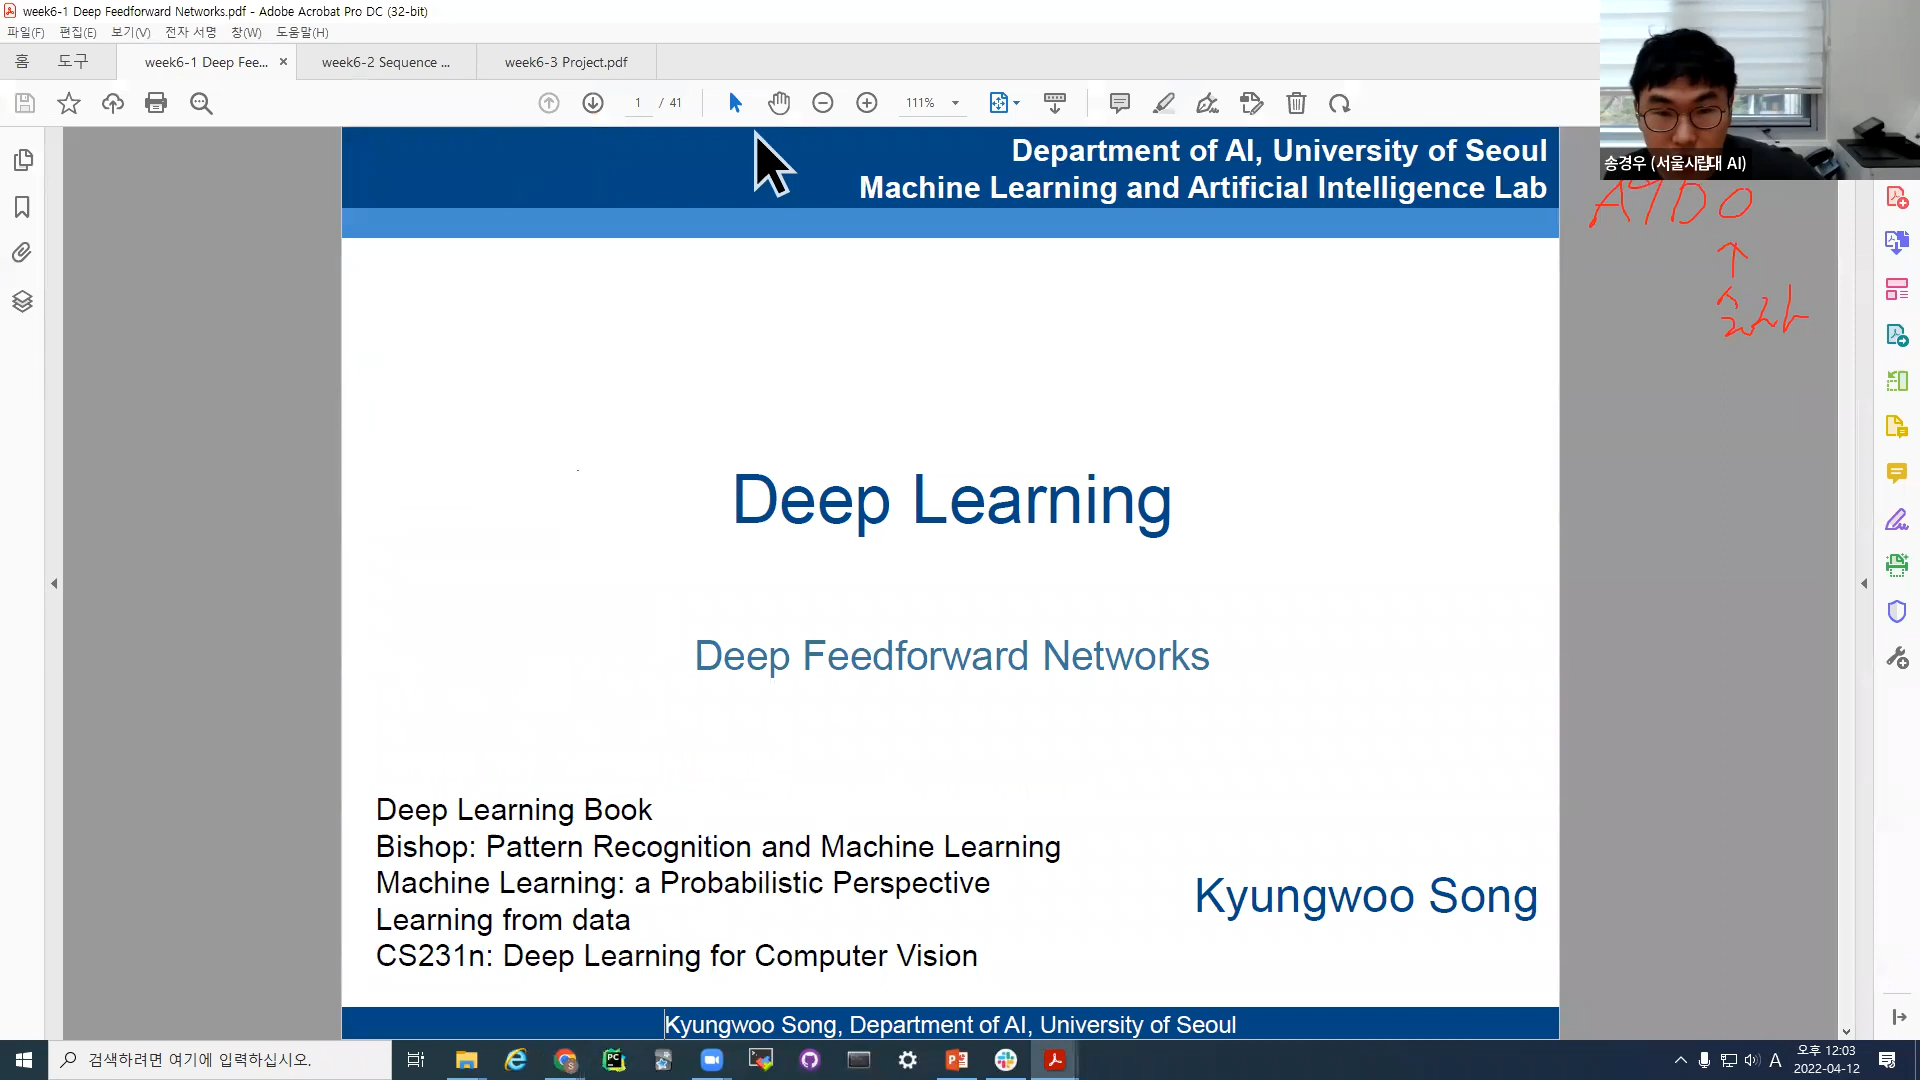 week6-1 Deep Feedforward Networks.pdf - Adobe Acrobat Pro DC (32-bit)
파일(F) 편집(E) 보기(V) 전자 서명 창(W) 도움말(H)
홈 도구 week6-1 Deep Fee... × week6-2 Sequence ... week6-3 Project.pdf
1 / 41 111%
송경우 (서울시립대 AI)
Department of AI, University of Seoul
Machine Learning and Artificial Intelligence Lab
Deep Learning
Deep Feedforward Networks
Deep Learning Book
Bishop: Pattern Recognition and Machine Learning
Machine Learning: a Probabilistic Perspective
Learning from data
CS231n: Deep Learning for Computer Vision
Kyungwoo Song
Kyungwoo Song, Department of AI, University of Seoul
검색하려면 여기에 입력하십시오.
A 오후 12:03
2022-04-12